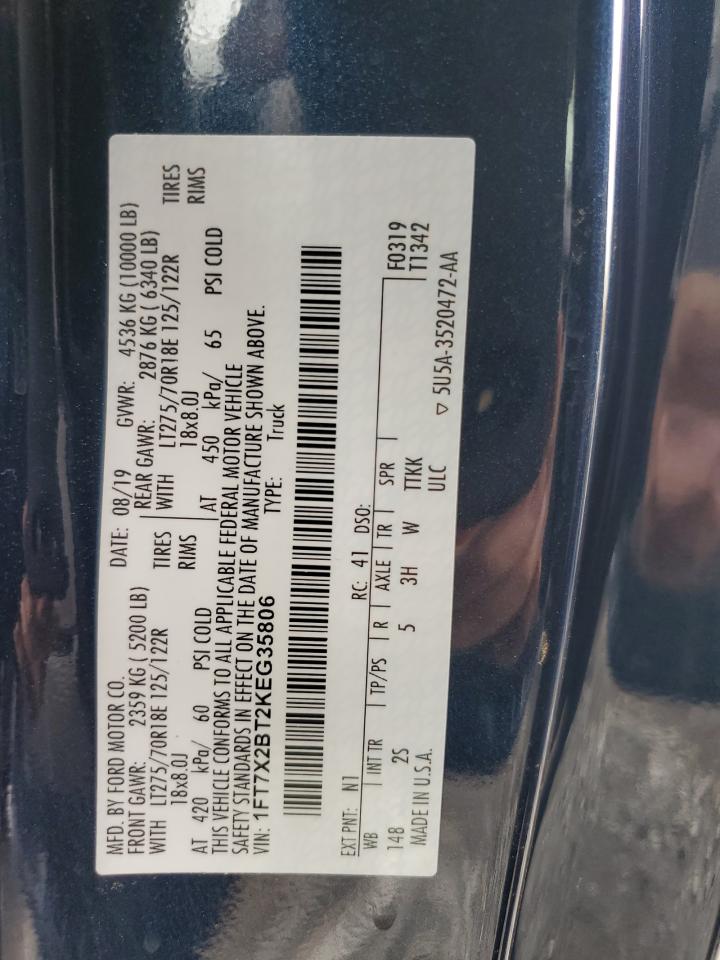 MFD. BY FORD MOTOR CO.
DATE: 08/19
GVWR: 4536 KG (10000 LB)
FRONT GAWR: 2359 KG ( 5200 LB)
REAR GAWR: 2876 KG ( 6340 LB)
WITH LT275/70R18E 125/122R TIRES
WITH LT275/70R18E 125/122R TIRES
18x8.0J RIMS
18x8.0J RIMS
AT 420 kPa/ 60 PSI COLD
AT 450 kPa/ 65 PSI COLD
THIS VEHICLE CONFORMS TO ALL APPLICABLE FEDERAL MOTOR VEHICLE
SAFETY STANDARDS IN EFFECT ON THE DATE OF MANUFACTURE SHOWN ABOVE.
VIN: 1FT7X2BT2KEG35806
TYPE: Truck
EXT PNT: N1 RC: 41 DSO:
WB INT TR TP/PS R AXLE TR SPR F0319
148 2S 5 3H W TTKK T1342
MADE IN U.S.A. ULC
▽ 5U5A-3520472-AA